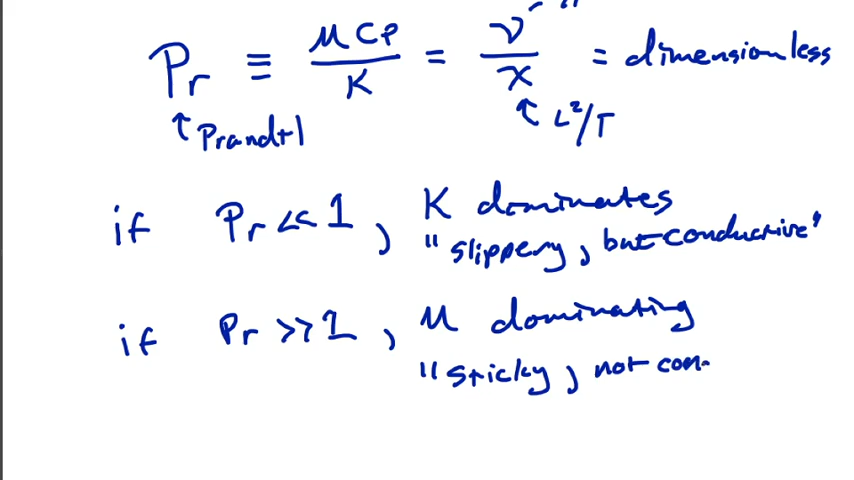 Pr ≡ μCP/K = ν/χ = dimensionless
↑ Prandtl ↑ L²/T
if Pr << 1, K dominates
"slippery, but conductive"
if Pr >> 1, μ dominating
"sticky, not con